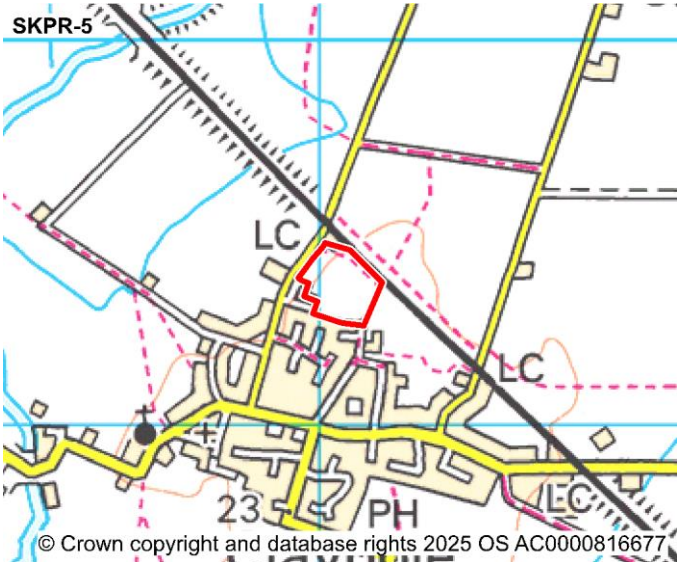 SKPR-5
LC
LC
23
PH
LC
© Crown copyright and database rights 2025 OS AC0000816677